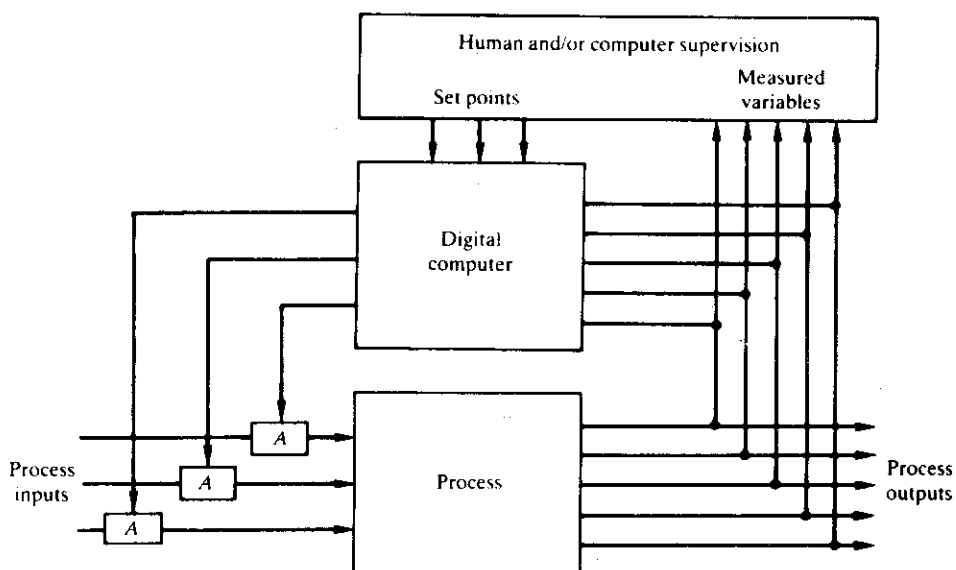 Human and/or computer supervision
Measured
variables
Set points
Digital
computer
A
Process
inputs
A
Process
Process
outputs
A